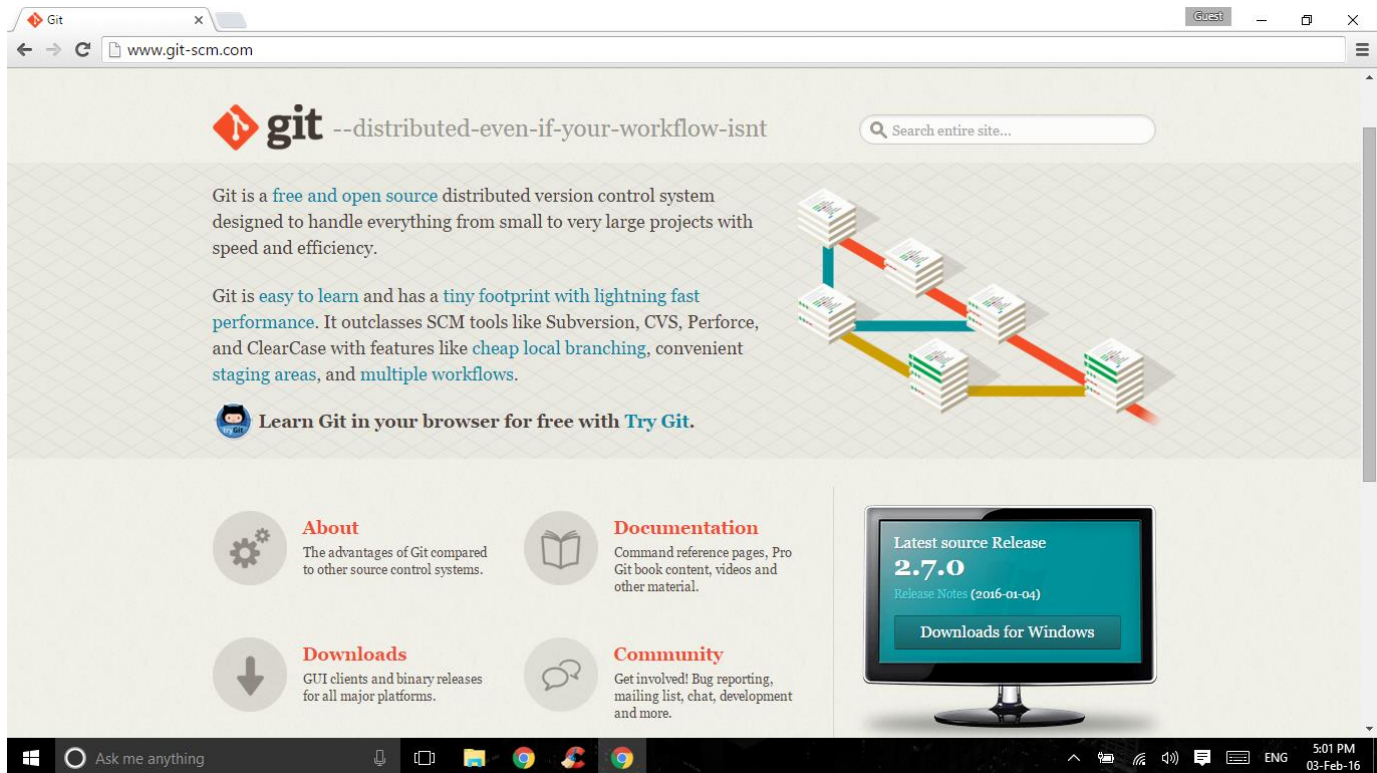 Git
Guest
www.git-scm.com
git --distributed-even-if-your-workflow-isnt
Search entire site...
Git is a free and open source distributed version control system
designed to handle everything from small to very large projects with
speed and efficiency.
Git is easy to learn and has a tiny footprint with lightning fast
performance. It outclasses SCM tools like Subversion, CVS, Perforce,
and ClearCase with features like cheap local branching, convenient
staging areas, and multiple workflows.
Learn Git in your browser for free with Try Git.
About
The advantages of Git compared
to other source control systems.
Documentation
Command reference pages, Pro
Git book content, videos and
other material.
Downloads
GUI clients and binary releases
for all major platforms.
Community
Get involved! Bug reporting,
mailing list, chat, development
and more.
Latest source Release
2.7.0
Release Notes (2016-01-04)
Downloads for Windows
Ask me anything
ENG
5:01 PM
03-Feb-16